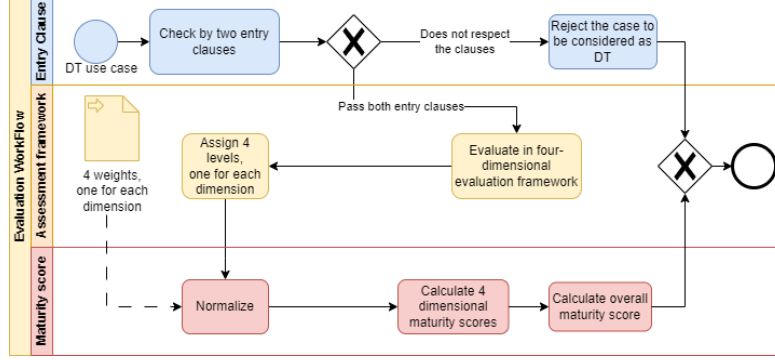 Evaluation WorkFlow
Entry Clause
DT use case
Check by two entry
clauses
Does not respect
the clauses
Reject the case to
be considered as
DT
Pass both entry clauses
Assessment framework
4 weights,
one for each
dimension
Assign 4
levels,
one for each
dimension
Evaluate in four-
dimensional
evaluation framework
Maturity score
Normalize
Calculate 4
dimensional
maturity scores
Calculate overall
maturity score